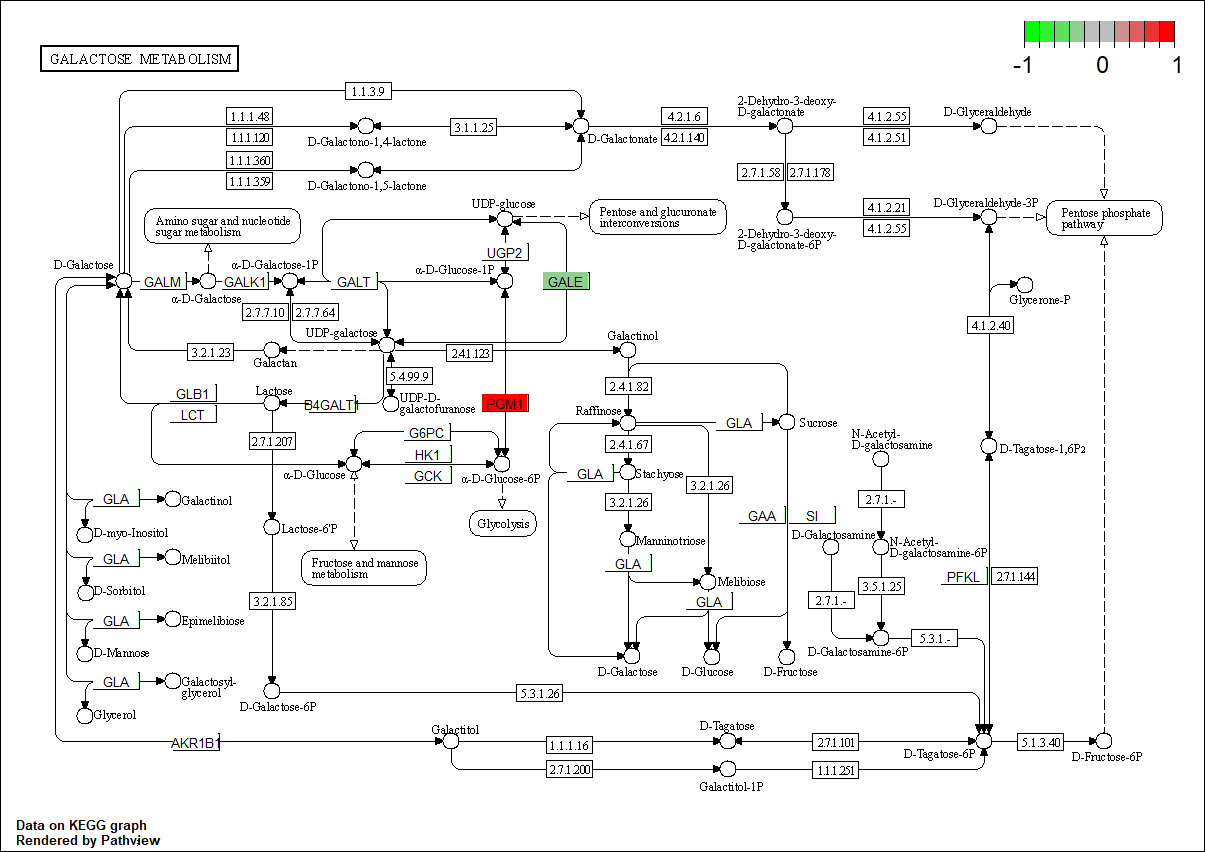 GALACTOSE METABOLISM
-1 0 1
1.1.3.9
1.1.1.48
1.1.1.120
D-Galactono-1,4-lactone
3.1.1.25
D-Galactonate
4.2.1.6
4.2.1.140
2-Dehydro-3-deoxy-
D-galactonate
4.1.2.55
4.1.2.51
D-Glyceraldehyde
1.1.1.360
1.1.1.359
D-Galactono-1,5-lactone
2.7.1.58
2.7.1.178
UDP-glucose
Pentose and glucuronate
interconversions
Amino sugar and nucleotide
sugar metabolism
2-Dehydro-3-deoxy-
D-galactonate-6P
4.1.2.21
4.1.2.55
D-Glyceraldehyde-3P
Pentose phosphate
pathway
UGP2
D-Galactose
GALM
α-D-Galactose
GALK1
α-D-Galactose-1P
GALT
α-D-Glucose-1P
GALE
Glycerone-P
2.7.7.10
2.7.7.64
4.1.2.40
UDP-galactose
3.2.1.23
Galactan
2.4.1.123
Galactinol
5.4.99.9
UDP-D-
galactofuranose
2.4.1.82
GLB1
LCT
Lactose
B4GALT1
PGM1
Raffinose
GLA
Sucrose
2.7.1.207
G6PC
HK1
GCK
α-D-Glucose
α-D-Glucose-6P
2.4.1.67
GLA
Stachyose
3.2.1.26
3.2.1.26
N-Acetyl-
D-galactosamine
D-Tagatose-1,6P2
2.7.1.-
GLA
Galactinol
D-myo-Inositol
Lactose-6'P
Glycolysis
Manninotriose
GAA
SI
D-Galactosamine
N-Acetyl-
D-galactosamine-6P
GLA
Melibiitol
D-Sorbitol
Fructose and mannose
metabolism
GLA
Melibiose
GLA
2.7.1.-
3.5.1.25
PFKL
2.7.1.144
3.2.1.85
GLA
Epimelibiose
D-Mannose
D-Galactosamine-6P
5.3.1.-
D-Galactose
D-Glucose
D-Fructose
GLA
Galactosyl-
glycerol
Glycerol
D-Galactose-6P
5.3.1.26
AKR1B1
Galactitol
1.1.1.16
D-Tagatose
2.7.1.101
D-Tagatose-6P
5.1.3.40
D-Fructose-6P
2.7.1.200
Galactitol-1P
1.1.1.251
Data on KEGG graph
Rendered by Pathview